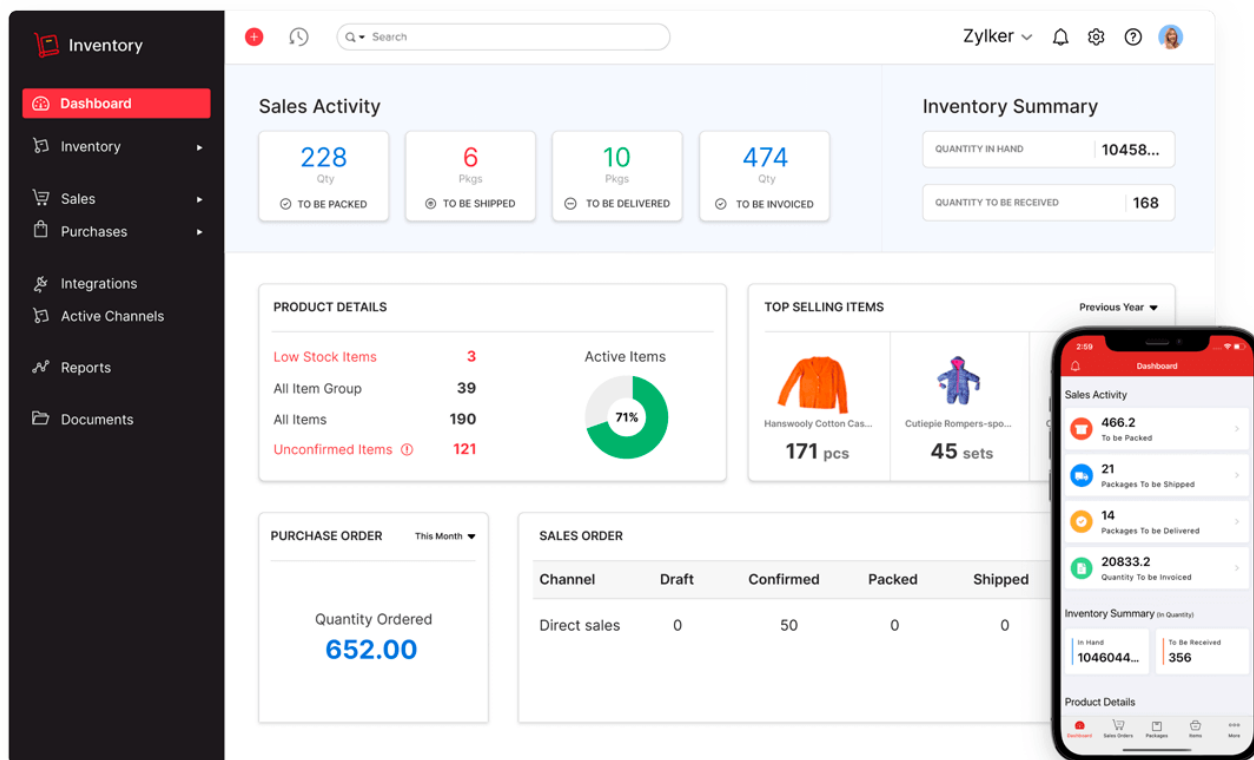 Inventory
Search
Zylker
Dashboard
Inventory
Sales
Purchases
Integrations
Active Channels
Reports
Documents
Sales Activity
228
Qty
TO BE PACKED
6
Pkgs
TO BE SHIPPED
10
Pkgs
TO BE DELIVERED
474
Qty
TO BE INVOICED
Inventory Summary
QUANTITY IN HAND 10458...
QUANTITY TO BE RECEIVED 168
PRODUCT DETAILS
Low Stock Items 3
All Item Group 39
All Items 190
Unconfirmed Items 121
Active Items
71%
TOP SELLING ITEMS Previous Year
Hanswooly Cotton Cas...
171 pcs
Cutiepie Rompers-spo...
45 sets
PURCHASE ORDER This Month
Quantity Ordered
652.00
SALES ORDER
Channel Draft Confirmed Packed Shipped
Direct sales 0 50 0 0
2:59
Dashboard
Sales Activity
466.2
To be Packed
21
Packages To be Shipped
14
Packages To be Delivered
20833.2
Quantity To be Invoiced
Inventory Summary (In Quantity)
In Hand
1046044...
To Be Received
356
Product Details
Dashboard Sales Orders Packages Items More